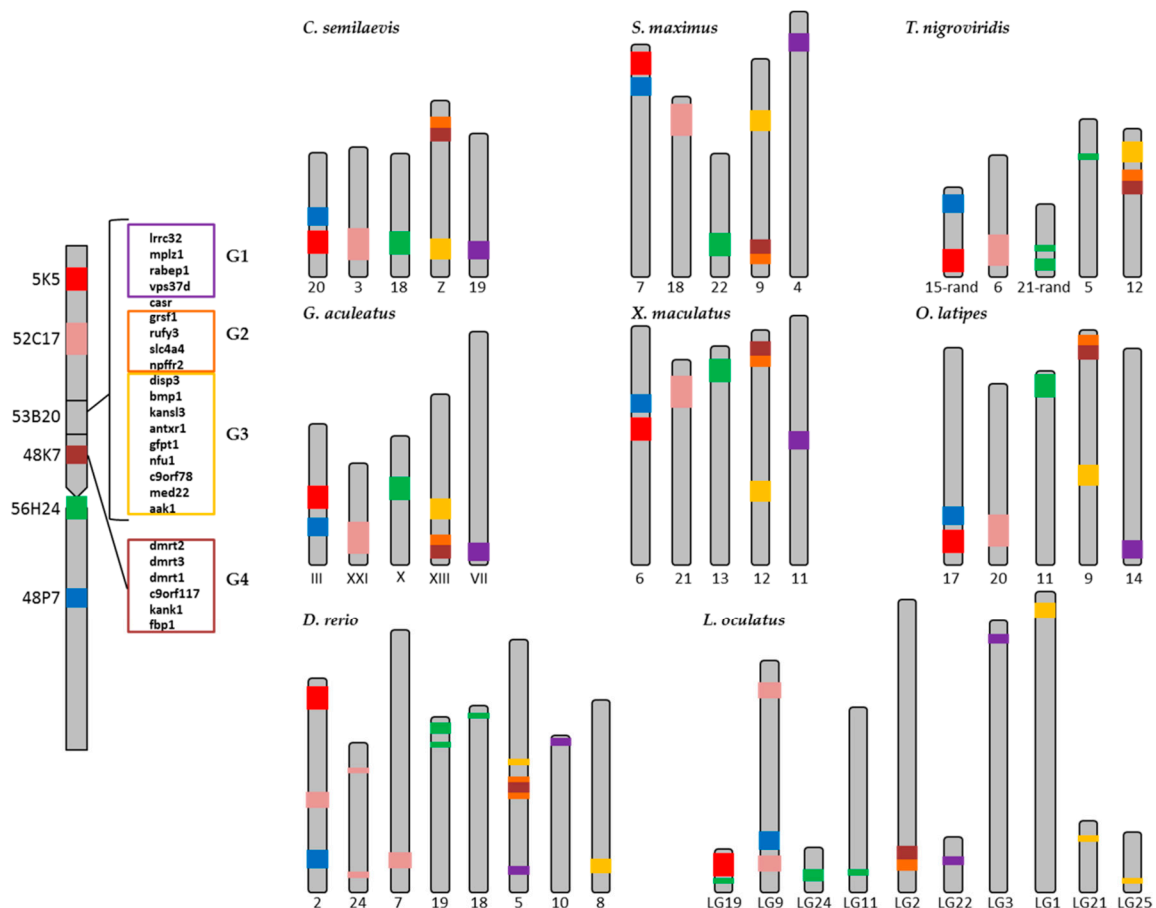 C. semilaevis
S. maximus
T. nigroviridis
20 3 18 Z 19
7 18 22 9 4
15-rand 6 21-rand 5 12
5K5
52C17
53B20
48K7
56H24
48P7
lrrc32
mplz1
rabep1
vps37d
G1
casr
grsf1
rufy3
slc4a4
npffr2
G2
disp3
bmp1
kansl3
antxr1
gfpt1
nfu1
c9orf78
med22
aak1
G3
dmrt2
dmrt3
dmrt1
c9orf117
kank1
fbp1
G4
G. aculeatus
X. maculatus
O. latipes
III XXI X XIII VII
6 21 13 12 11
17 20 11 9 14
D. rerio
L. oculatus
2 24 7 19 18 5 10 8
LG19 LG9 LG24 LG11 LG2 LG22 LG3 LG1 LG21 LG25